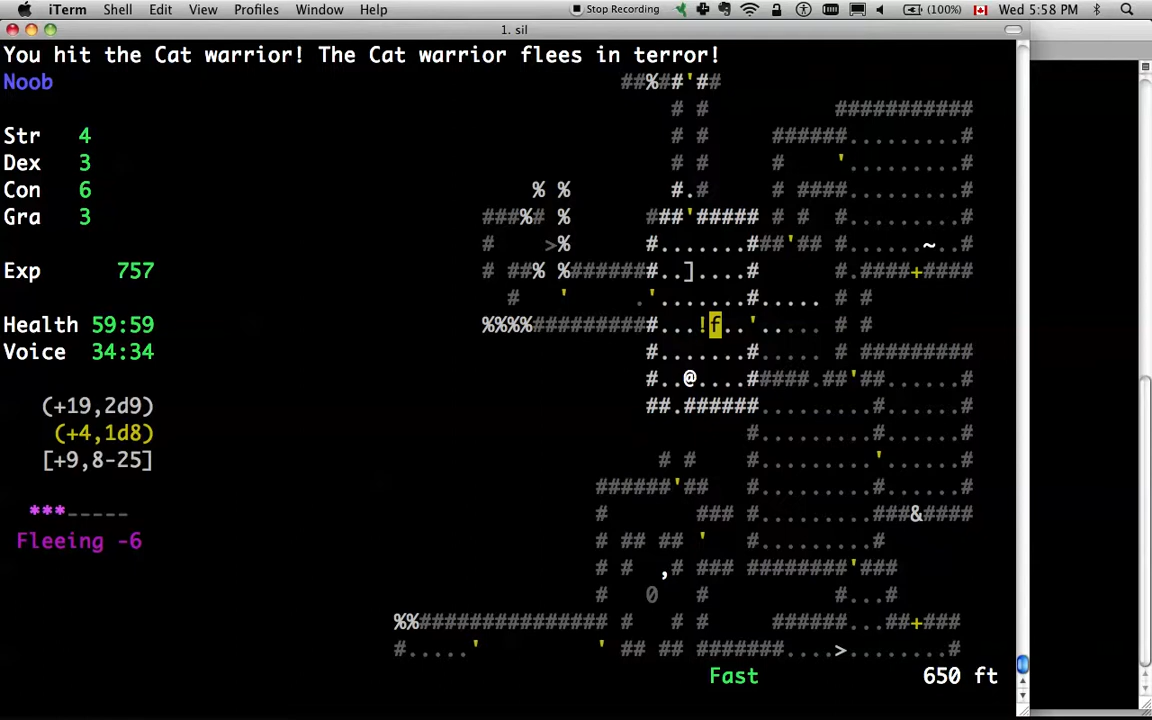 iTerm Shell Edit View Profiles Window Help Stop Recording (100%) Wed 5:58 PM
1. sil
You hit the Cat warrior! The Cat warrior flees in terror!
Noob ##%##'##
# # ###########
Str 4 # # ######.........#
Dex 3 # # # '.........#
Con 6 % % #.# # ####.........#
Gra 3 ###%# % ###'##### # # #.........#
# >% #.......###'## #......~..#
Exp 757 # ##% %######..]....# #.####+####
# ' .'.......#..... # #
Health 59:59 %%%%#########...!f..'..... # #
Voice 34:34 #.......#..... # #########
#..@....####.##'##......#
(+19,2d9) ##.######.........#......#
(+4,1d8) #.........#......#
[+9,8-25] # # #.........'......#
######'## #.........#......#
***----- # ### #.........###&####
Fleeing -6 # ## ## ' #.........#
# # ,# ### ########'###
# 0 # #...#
%%############### # # # ######...##+###
#.....' ' ## ## #######....>........#
Fast 650 ft